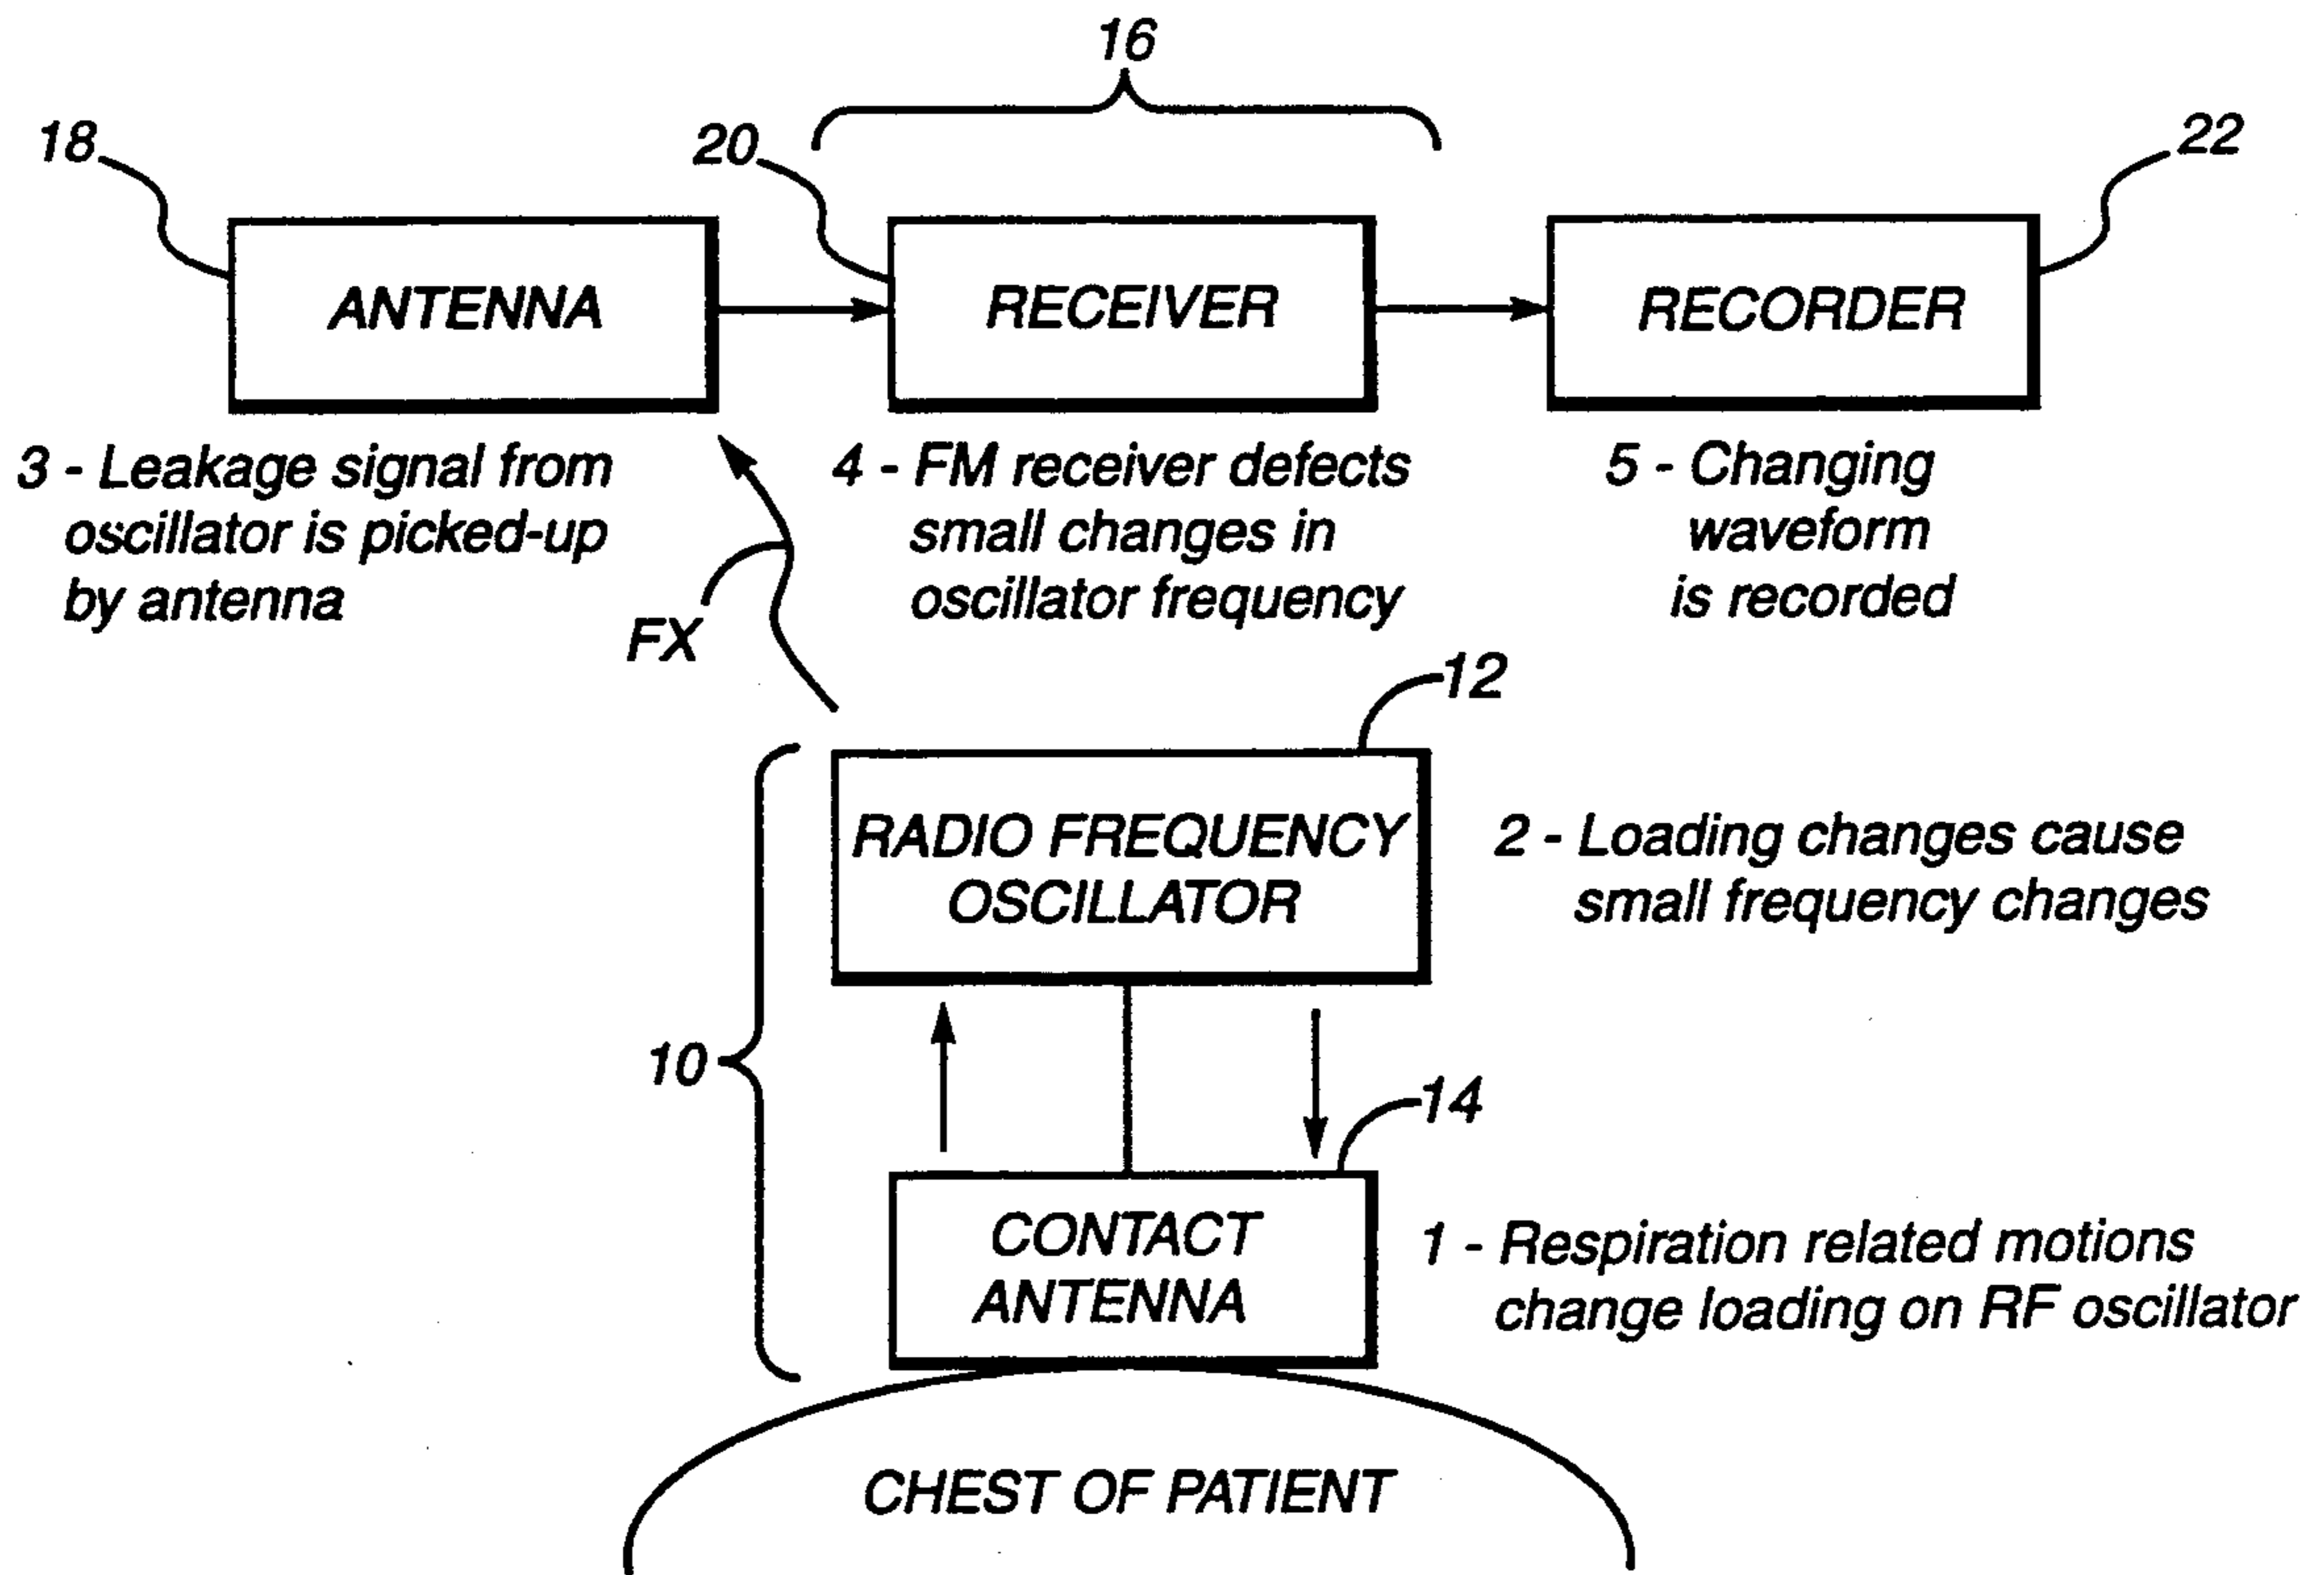 16
18
20
22
ANTENNA
RECEIVER
RECORDER
3 - Leakage signal from
oscillator is picked-up
by antenna
4 - FM receiver defects
small changes in
oscillator frequency
5 - Changing
waveform
is recorded
FX
12
RADIO FREQUENCY
OSCILLATOR
2 - Loading changes cause
small frequency changes
10
14
CONTACT
ANTENNA
1 - Respiration related motions
change loading on RF oscillator
CHEST OF PATIENT